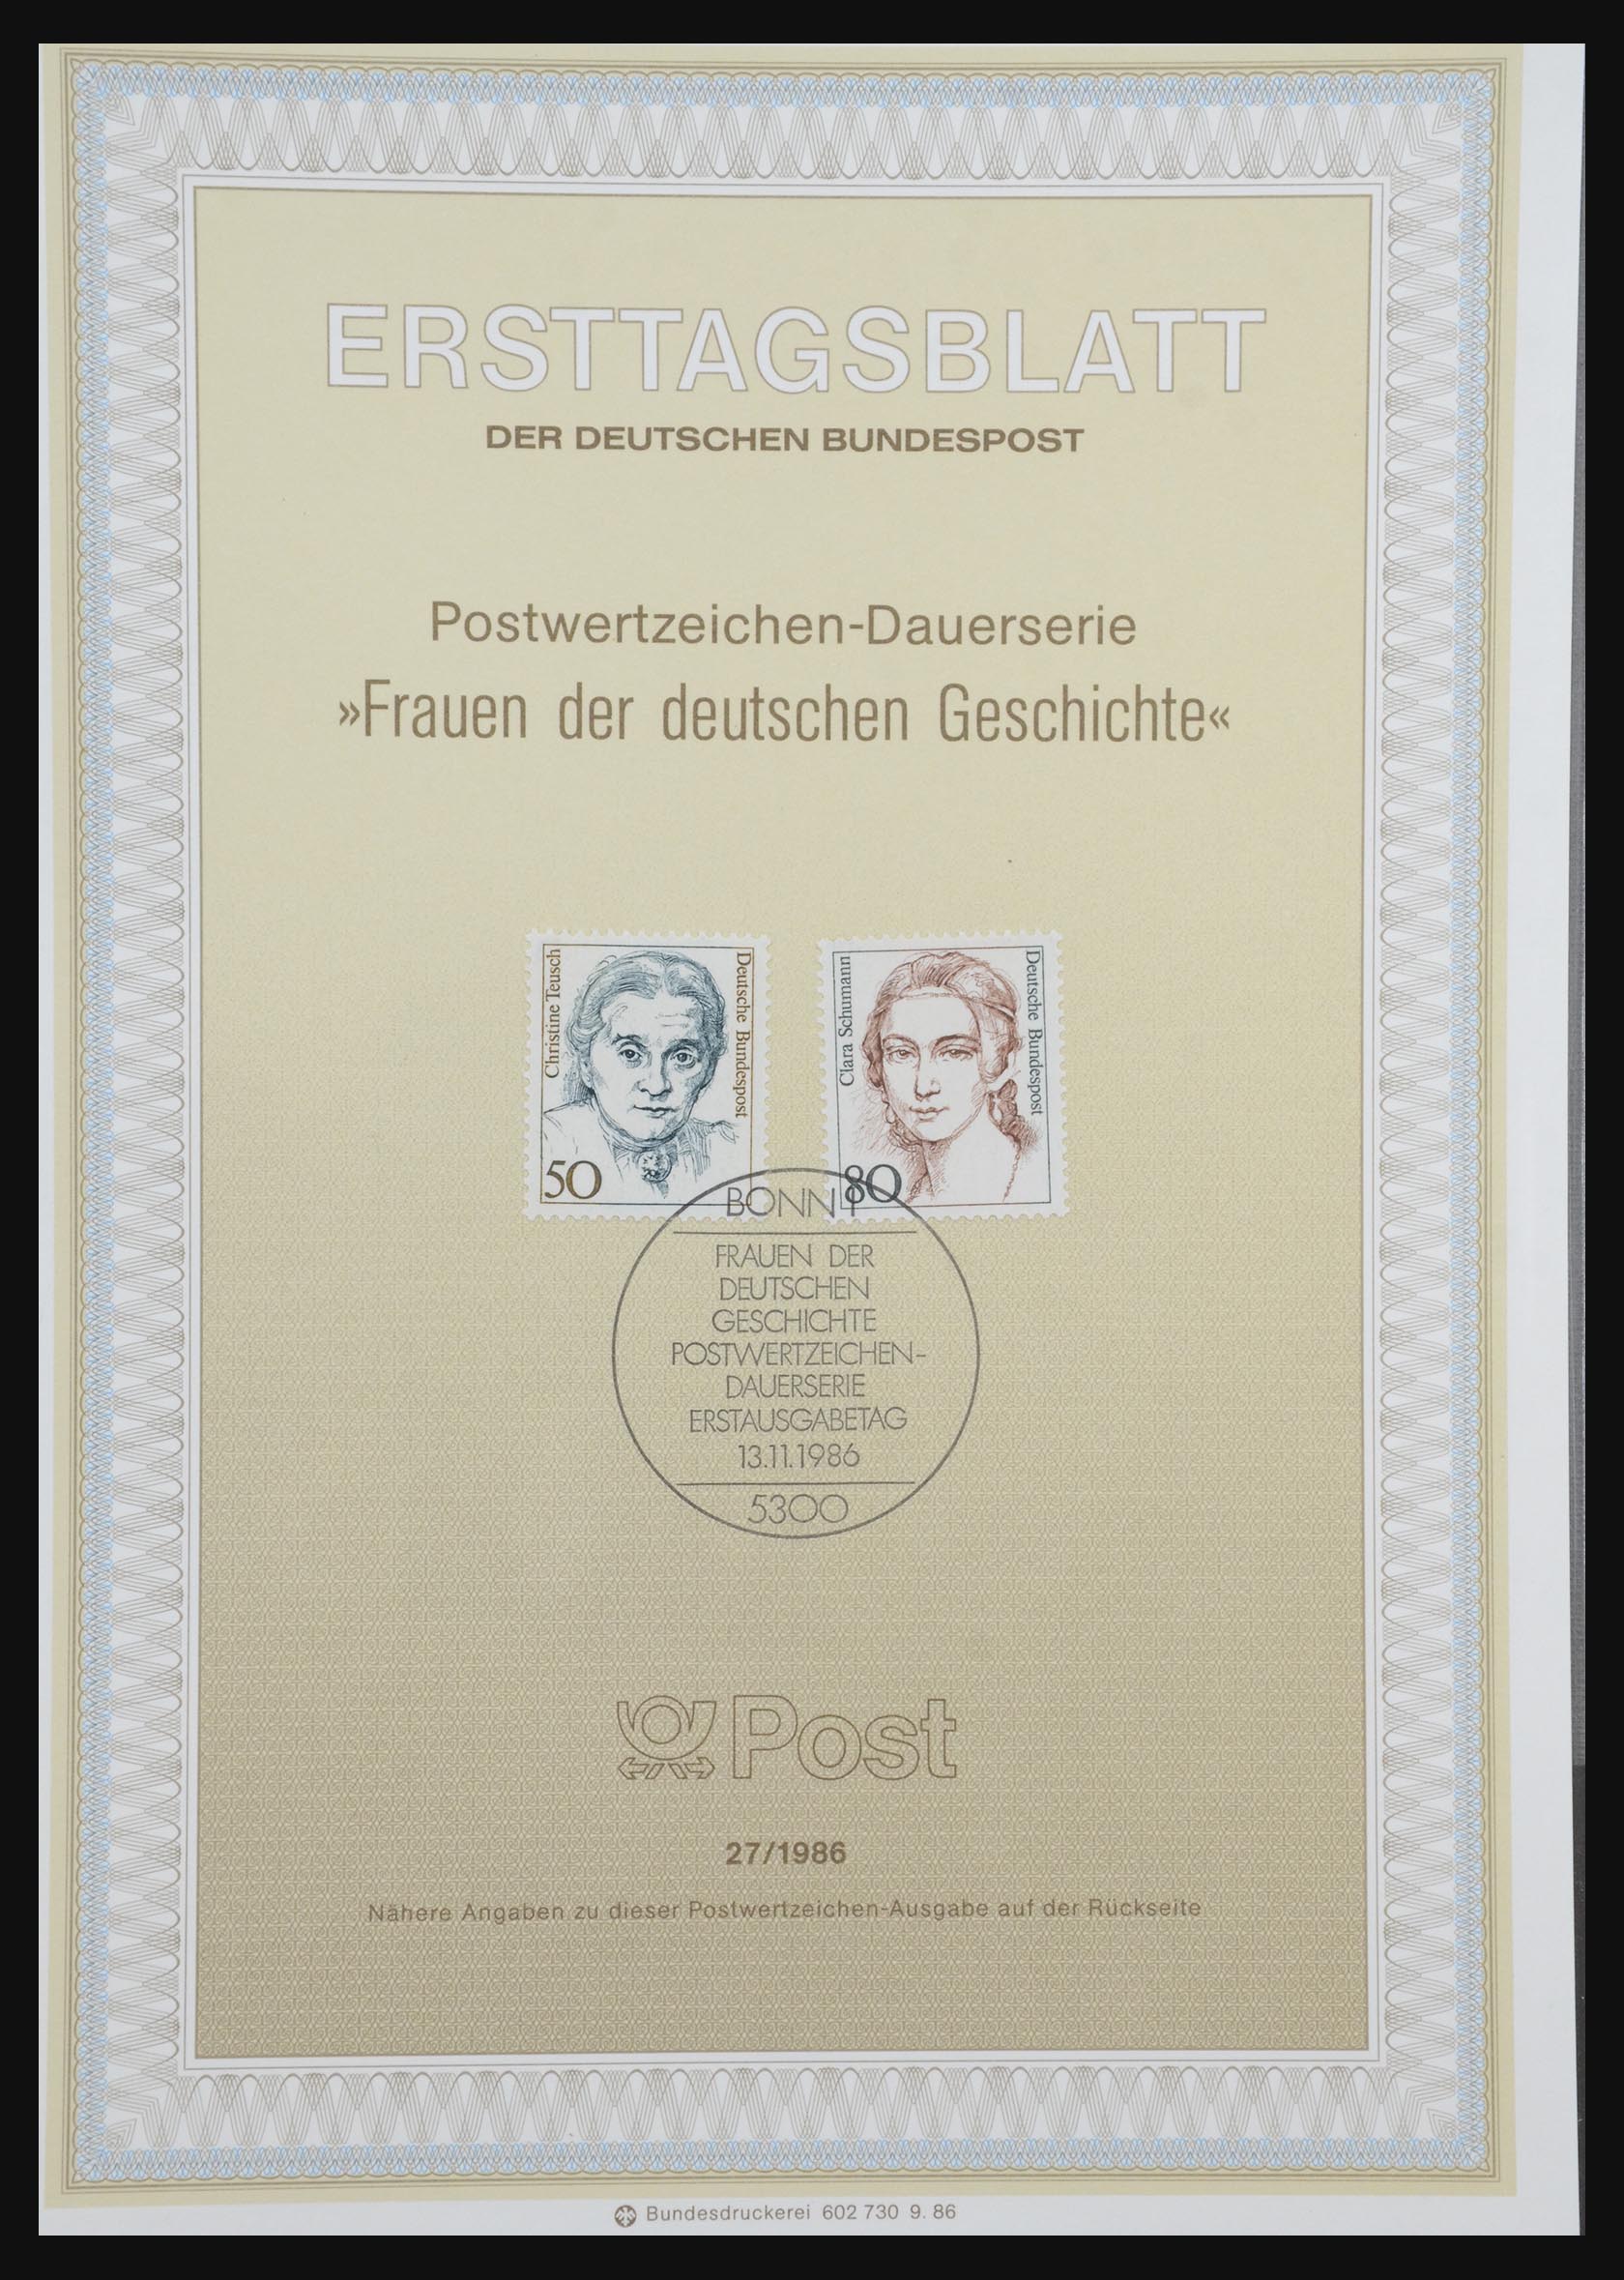 ERSTTAGSBLATT
DER DEUTSCHEN BUNDESPOST
Postwertzeichen-Dauerserie
»Frauen der deutschen Geschichte«
Christine Teusch
Deutsche Bundespost
50
Clara Schumann
Deutsche Bundespost
80
BONN 1
FRAUEN DER
DEUTSCHEN
GESCHICHTE
POSTWERTZEICHEN-
DAUERSERIE
ERSTAUSGABETAG
13.11.1986
5300
Post
27/1986
Nähere Angaben zu dieser Postwertzeichen-Ausgabe auf der Rückseite
Bundesdruckerei 602 730 9. 86